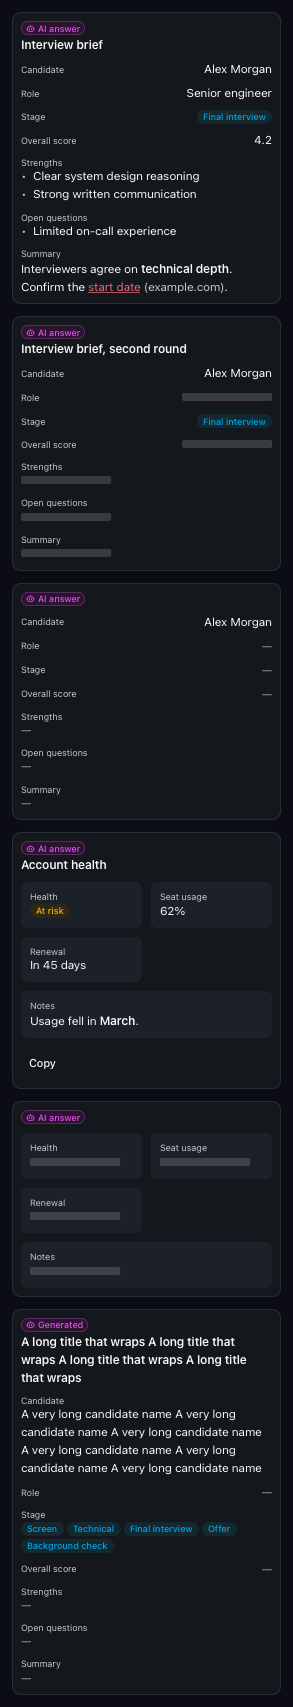 AI answer
Interview brief
Candidate Alex Morgan
Role Senior engineer
Stage Final interview
Overall score 4.2
Strengths
• Clear system design reasoning
• Strong written communication
Open questions
• Limited on-call experience
Summary
Interviewers agree on technical depth.
Confirm the start date (example.com).
AI answer
Interview brief, second round
Candidate Alex Morgan
Role
Stage Final interview
Overall score
Strengths
Open questions
Summary
AI answer
Candidate Alex Morgan
Role —
Stage —
Overall score —
Strengths
—
Open questions
—
Summary
—
AI answer
Account health
Health Seat usage
At risk 62%
Renewal
In 45 days
Notes
Usage fell in March.
Copy
AI answer
Health Seat usage
Renewal
Notes
Generated
A long title that wraps A long title that
wraps A long title that wraps A long title
that wraps
Candidate
A very long candidate name A very long
candidate name A very long candidate name
A very long candidate name A very long
candidate name A very long candidate name
Role —
Stage
Screen Technical Final interview Offer
Background check
Overall score —
Strengths
—
Open questions
—
Summary
—